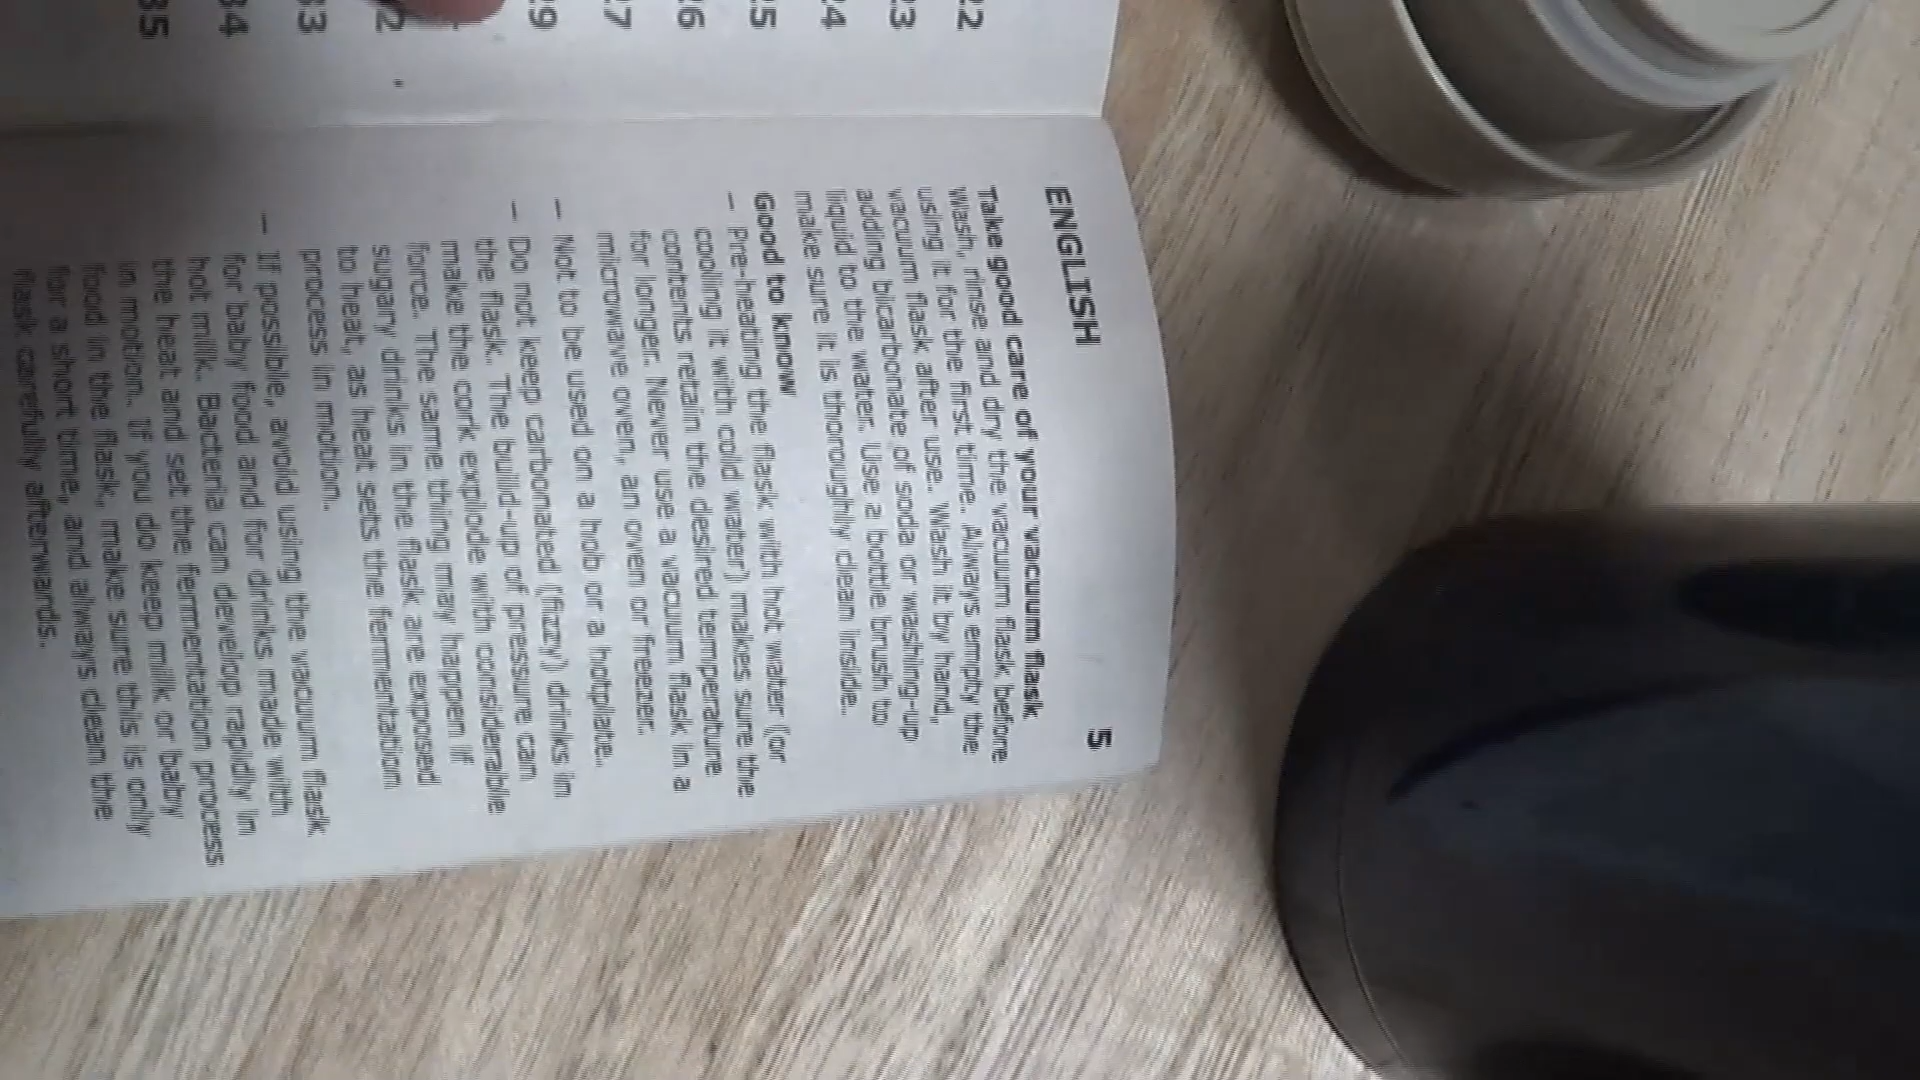 22
23
24
25
26
27
29
33
34
35
ENGLISH
5
Take good care of your vacuum flask
Wash, rinse and dry the vacuum flask before
using it for the first time. Always empty the
vacuum flask after use. Wash it by hand,
adding bicarbonate of soda or washing-up
liquid to the water. Use a bottle brush to
make sure it is thoroughly clean inside.
Good to know
— Pre-heating the flask with hot water (or
cooling it with cold water) makes sure the
contents retain the desired temperature
for longer. Never use a vacuum flask in a
microwave oven, an oven or freezer.
— Not to be used on a hob or a hotplate.
— Do not keep carbonated (fizzy) drinks in
the flask. The build-up of pressure can
make the cork explode with considerable
force. The same thing may happen if
sugary drinks in the flask are exposed
to heat, as heat sets the fermentation
process in motion.
— If possible, avoid using the vacuum flask
for baby food and for drinks made with
hot milk. Bacteria can develop rapidly in
the heat and set the fermentation process
in motion. If you do keep milk or baby
food in the flask, make sure this is only
for a short time, and always clean the
flask carefully afterwards.